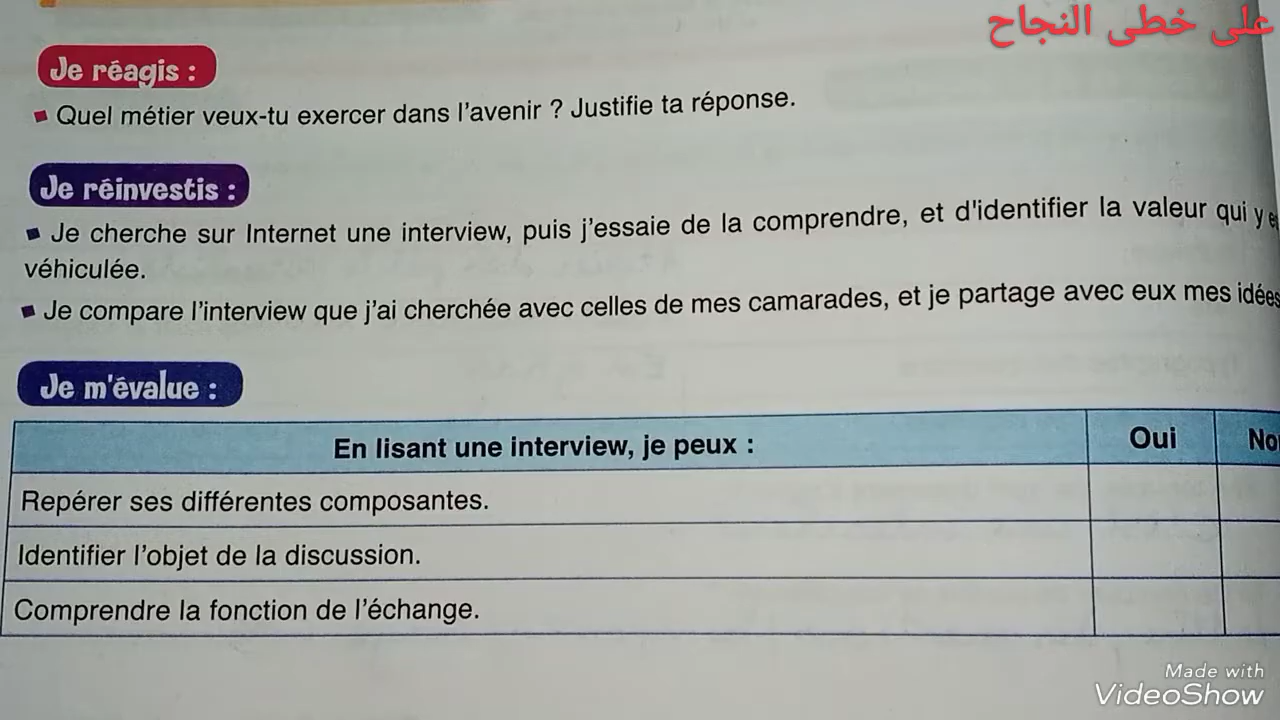 على خطى النجاح
Je réagis :
Quel métier veux-tu exercer dans l'avenir ? Justifie ta réponse.
Je réinvestis :
Je cherche sur Internet une interview, puis j'essaie de la comprendre, et d'identifier la valeur qui y
véhiculée.
Je compare l'interview que j'ai cherchée avec celles de mes camarades, et je partage avec eux mes idées
Je m'évalue :
En lisant une interview, je peux : Oui
Repérer ses différentes composantes.
Identifier l'objet de la discussion.
Comprendre la fonction de l'échange.
Made with
VideoShow